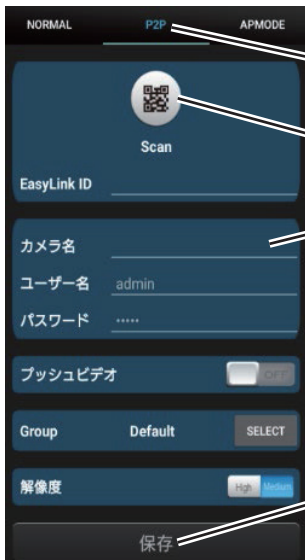 NORMAL P2P APMODE
Scan
EasyLink ID
カメラ名
ユーザー名 admin
パスワード •••••
プッシュビデオ OFF
Group Default SELECT
解像度 High Medium
保存